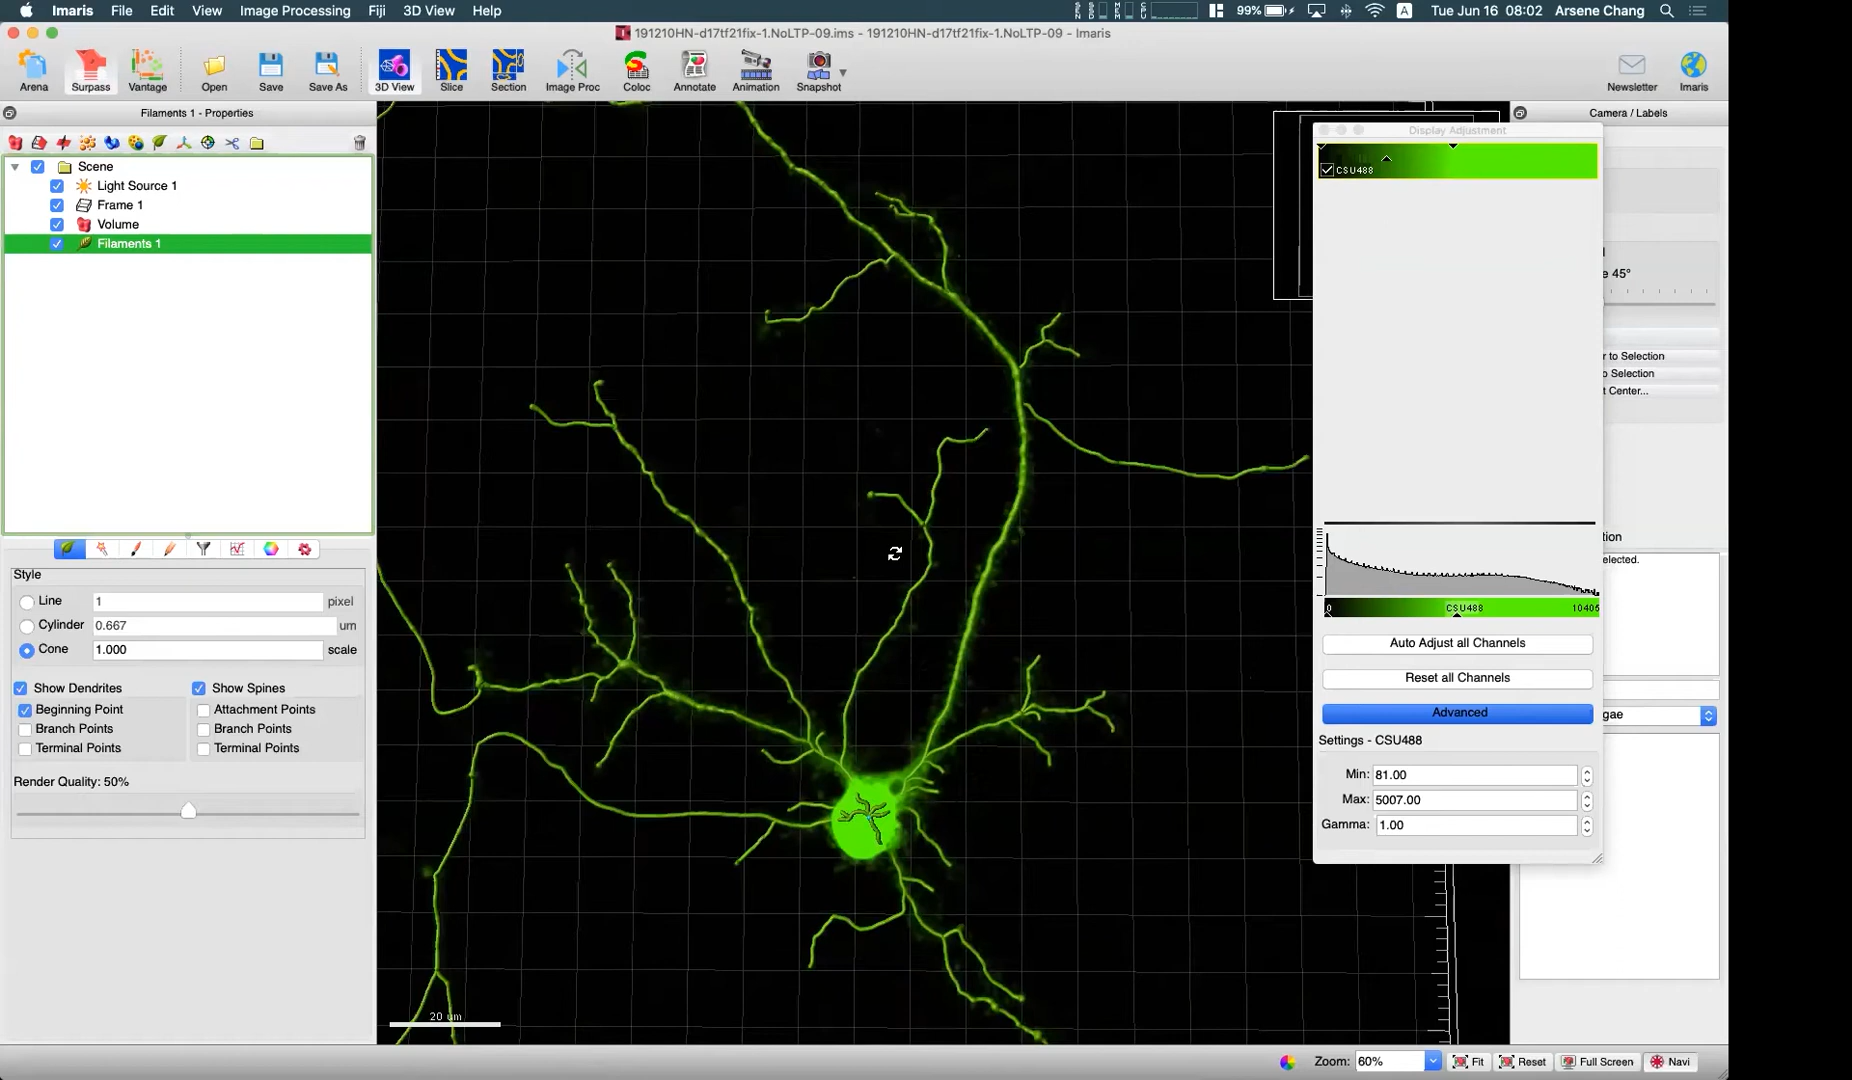 Imaris File Edit View Image Processing Fiji 3D View Help
99% A Tue Jun 16 08:02 Arsene Chang
191210HN-d17tf21fix-1.NoLTP-09.ims - 191210HN-d17tf21fix-1.NoLTP-09 - Imaris
Arena Surpass Vantage Open Save Save As 3D View Slice Section Image Proc Coloc Annotate Animation Snapshot Newsletter Imaris
Filaments 1 - Properties
Scene
Light Source 1
Frame 1
Volume
Filaments 1
Style
Line 1 pixel
Cylinder 0.667 um
Cone 1.000 scale
Show Dendrites Show Spines
Beginning Point Attachment Points
Branch Points Branch Points
Terminal Points Terminal Points
Render Quality: 50%
20 um
Display Adjustment
CSU488
0 CSU488 10406
Auto Adjust all Channels
Reset all Channels
Advanced
Settings - CSU488
Min: 81.00
Max: 5007.00
Gamma: 1.00
Camera / Labels
e 45°
r to Selection
o Selection
t Center...
tion
elected.
gae
Zoom: 60% Fit Reset Full Screen Navi